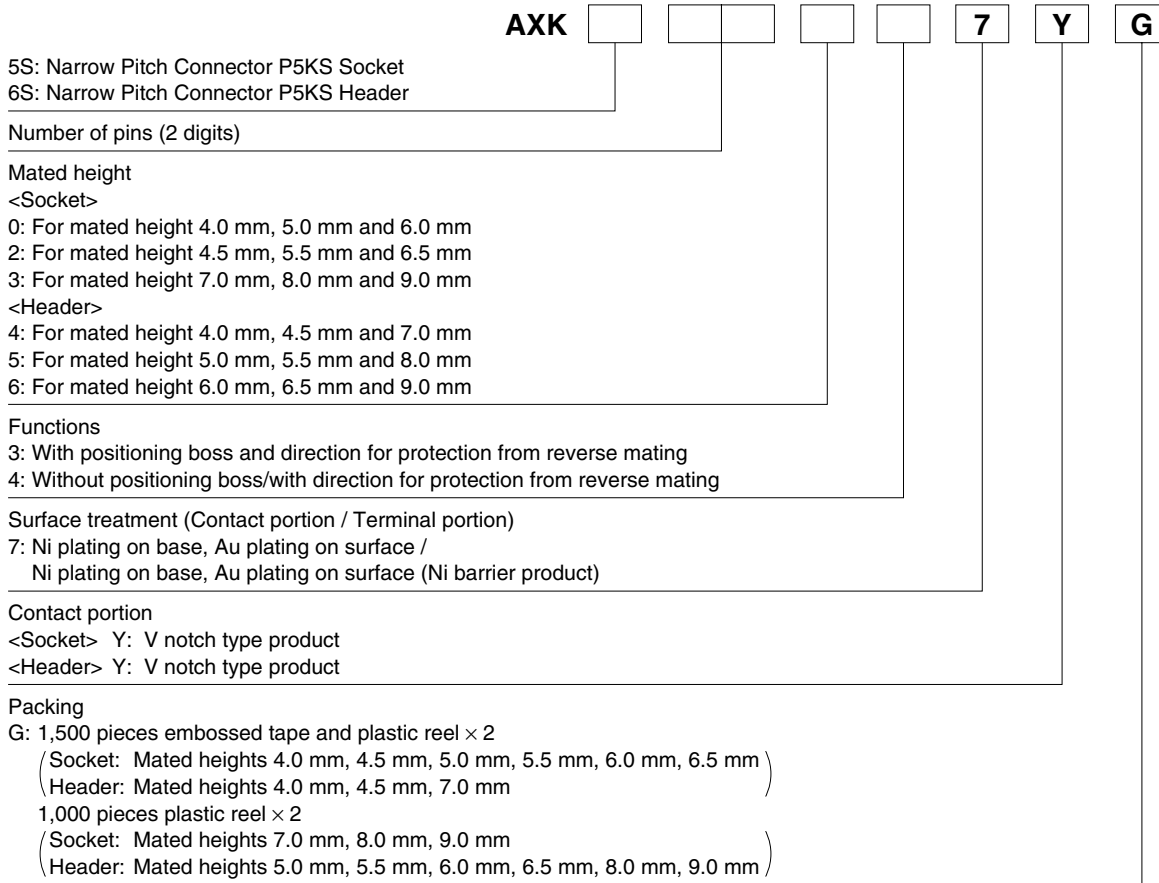 AXK 7 Y G
5S: Narrow Pitch Connector P5KS Socket
6S: Narrow Pitch Connector P5KS Header
Number of pins (2 digits)
Mated height
<Socket>
0: For mated height 4.0 mm, 5.0 mm and 6.0 mm
2: For mated height 4.5 mm, 5.5 mm and 6.5 mm
3: For mated height 7.0 mm, 8.0 mm and 9.0 mm
<Header>
4: For mated height 4.0 mm, 4.5 mm and 7.0 mm
5: For mated height 5.0 mm, 5.5 mm and 8.0 mm
6: For mated height 6.0 mm, 6.5 mm and 9.0 mm
Functions
3: With positioning boss and direction for protection from reverse mating
4: Without positioning boss/with direction for protection from reverse mating
Surface treatment (Contact portion / Terminal portion)
7: Ni plating on base, Au plating on surface /
Ni plating on base, Au plating on surface (Ni barrier product)
Contact portion
<Socket> Y: V notch type product
<Header> Y: V notch type product
Packing
G: 1,500 pieces embossed tape and plastic reel × 2
(Socket: Mated heights 4.0 mm, 4.5 mm, 5.0 mm, 5.5 mm, 6.0 mm, 6.5 mm
Header: Mated heights 4.0 mm, 4.5 mm, 7.0 mm)
1,000 pieces plastic reel × 2
(Socket: Mated heights 7.0 mm, 8.0 mm, 9.0 mm
Header: Mated heights 5.0 mm, 5.5 mm, 6.0 mm, 6.5 mm, 8.0 mm, 9.0 mm)